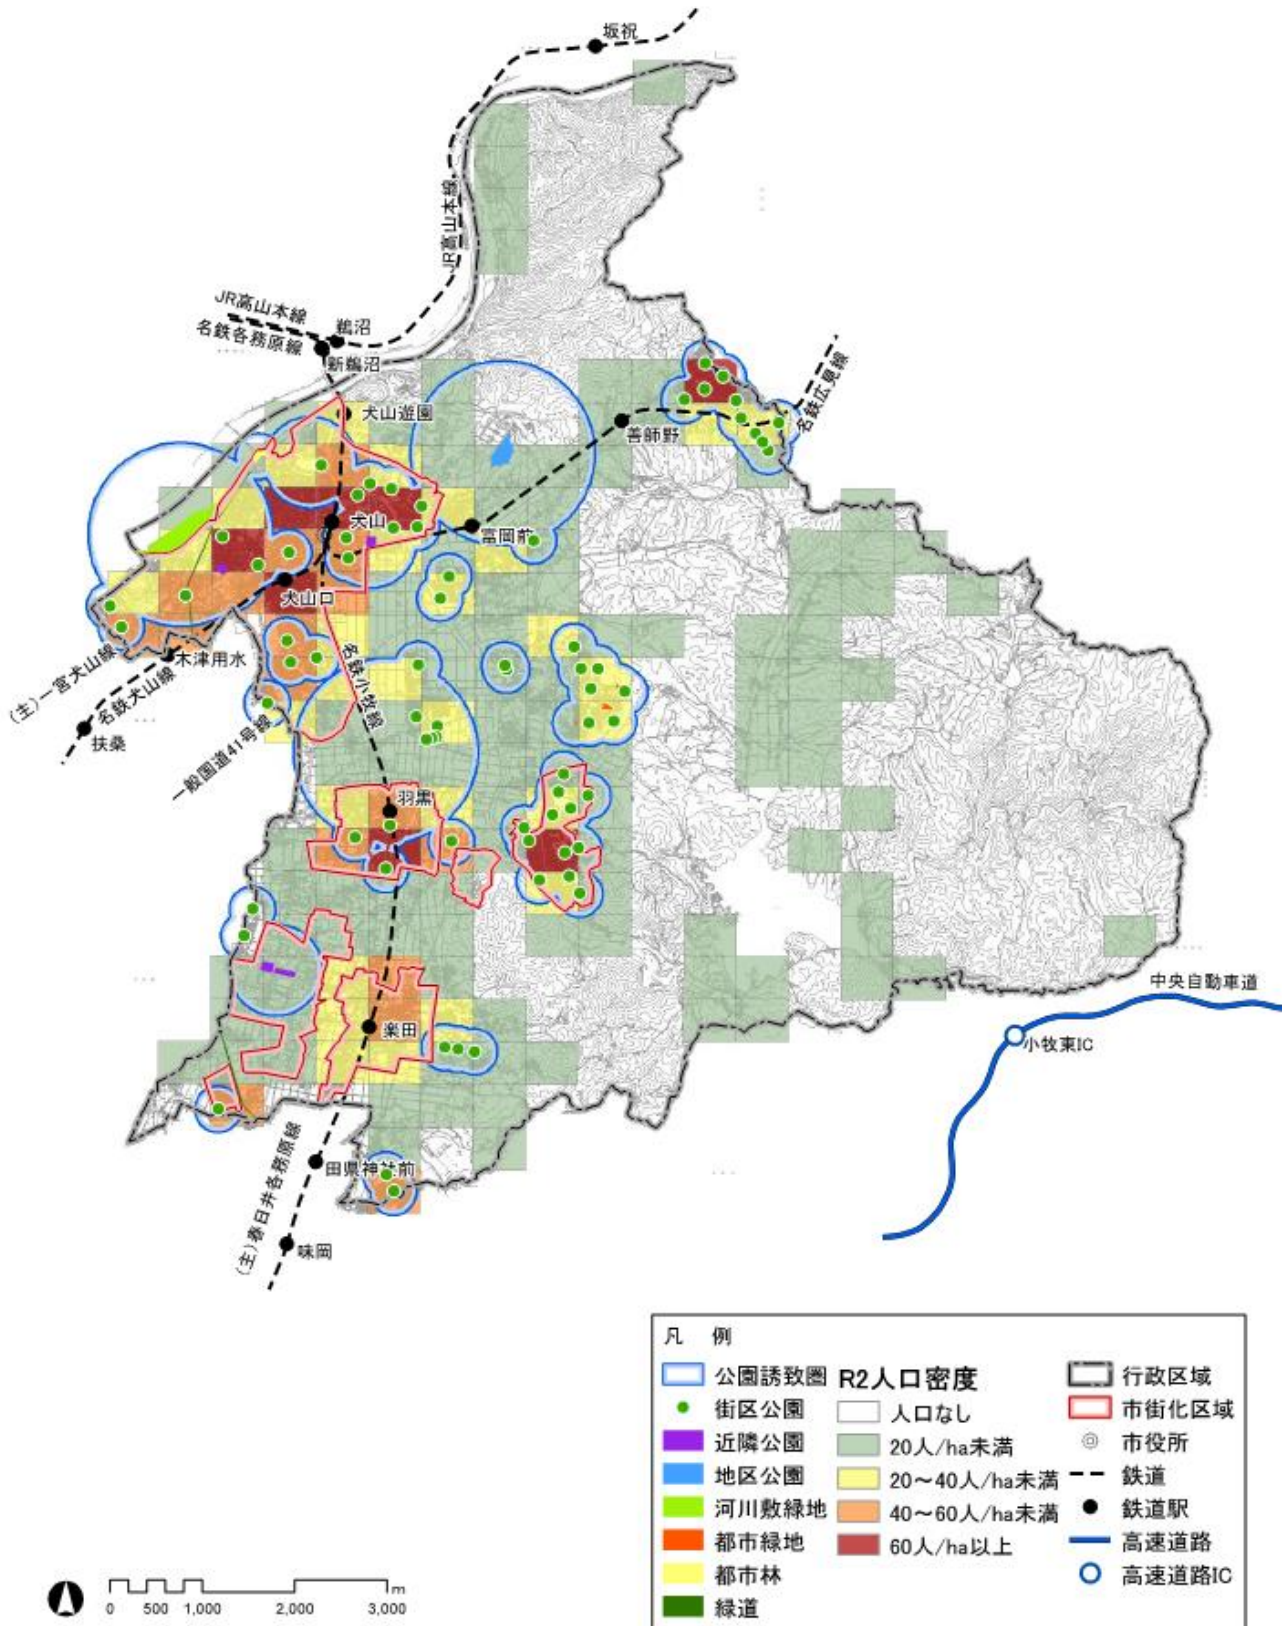 坂祝
JR高山本線
JR高山本線
名鉄各務原線
鵜沼
新鵜沼
犬山遊園
善師野
名鉄広見線
犬山
富岡前
犬山口
木津用水
(主)一宮犬山線
名鉄犬山線
扶桑
一般国道41号線
名鉄小牧線
羽黒
楽田
中央自動車道
小牧東IC
(主)春日井各務原線
田県神社前
味岡
凡 例
公園誘致圏
街区公園
近隣公園
地区公園
河川敷緑地
都市緑地
都市林
緑道
R2人口密度
人口なし
20人/ha未満
20～40人/ha未満
40～60人/ha未満
60人/ha以上
行政区域
市街化区域
市役所
鉄道
鉄道駅
高速道路
高速道路IC
0 500 1,000 2,000 3,000 m